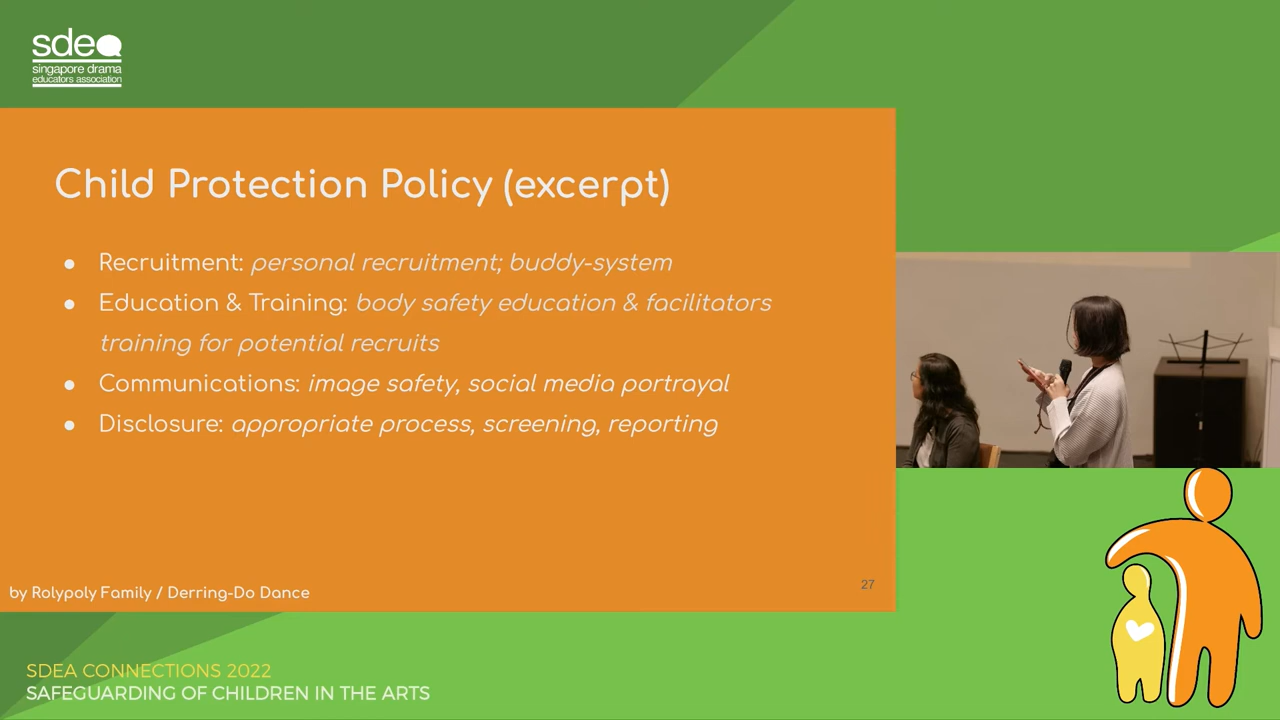 sde
singapore drama
educators association
Child Protection Policy (excerpt)
● Recruitment: personal recruitment; buddy-system
● Education & Training: body safety education & facilitators
training for potential recruits
● Communications: image safety, social media portrayal
● Disclosure: appropriate process, screening, reporting
by Rolypoly Family / Derring-Do Dance
27
SDEA CONNECTIONS 2022
SAFEGUARDING OF CHILDREN IN THE ARTS